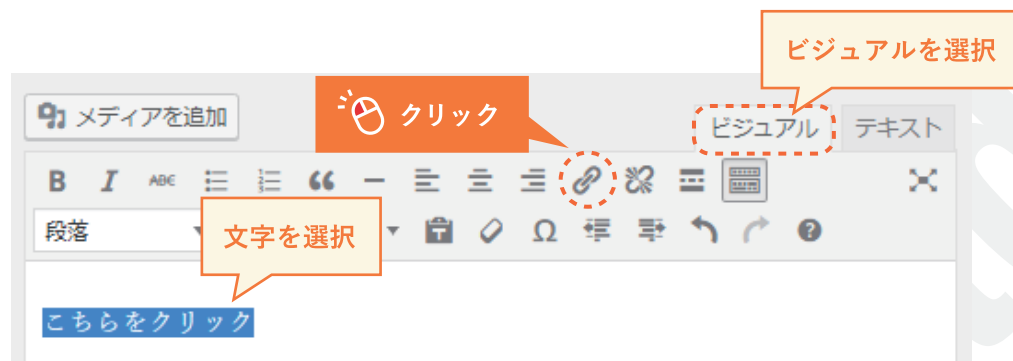 ビジュアルを選択
メディアを追加
クリック
ビジュアル
テキスト
B I ABC
段落
文字を選択
Ω
こちらをクリック